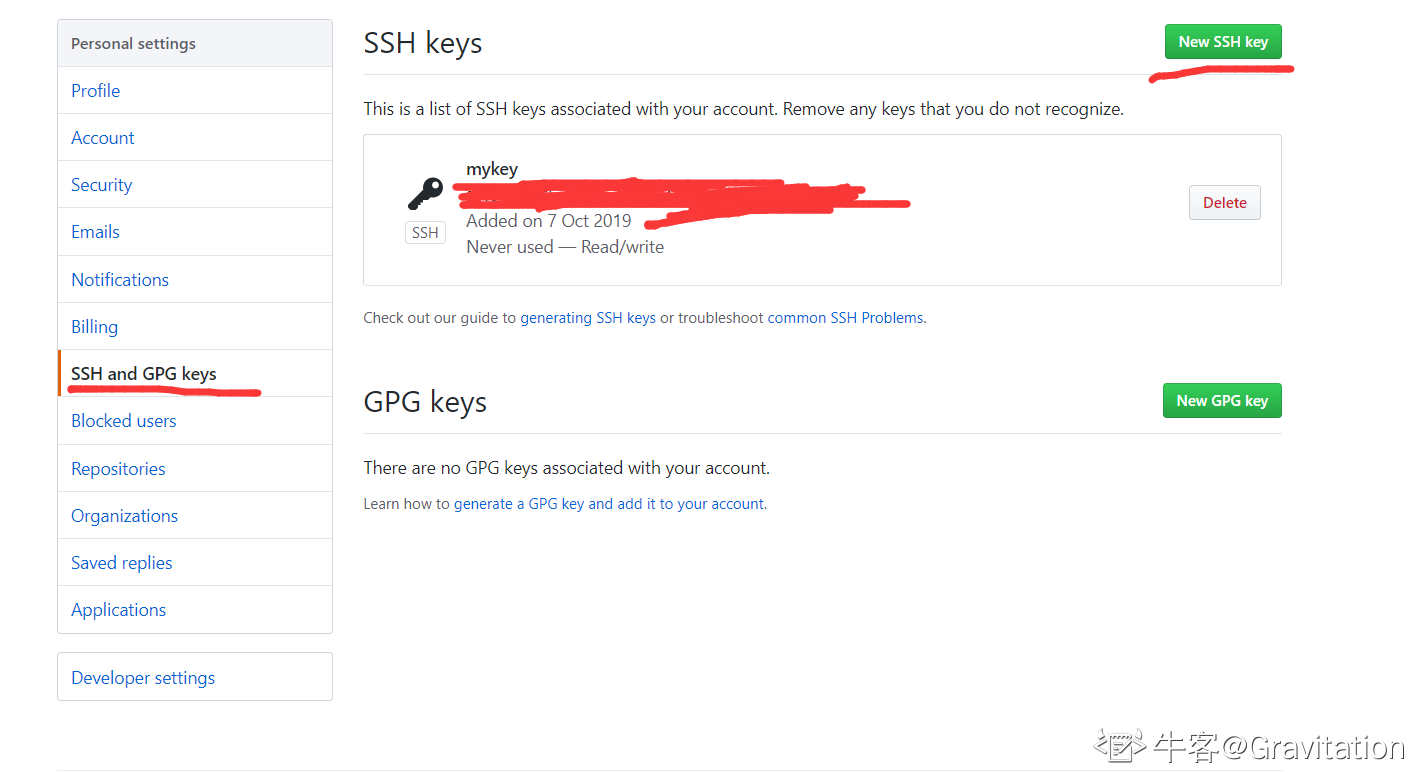 Personal settings
Profile
Account
Security
Emails
Notifications
Billing
SSH and GPG keys
Blocked users
Repositories
Organizations
Saved replies
Applications
Developer settings
SSH keys
New SSH key
This is a list of SSH keys associated with your account. Remove any keys that you do not recognize.
mykey
SSH
Added on 7 Oct 2019
Never used — Read/write
Delete
Check out our guide to generating SSH keys or troubleshoot common SSH Problems.
GPG keys
New GPG key
There are no GPG keys associated with your account.
Learn how to generate a GPG key and add it to your account.
牛客@Gravitation